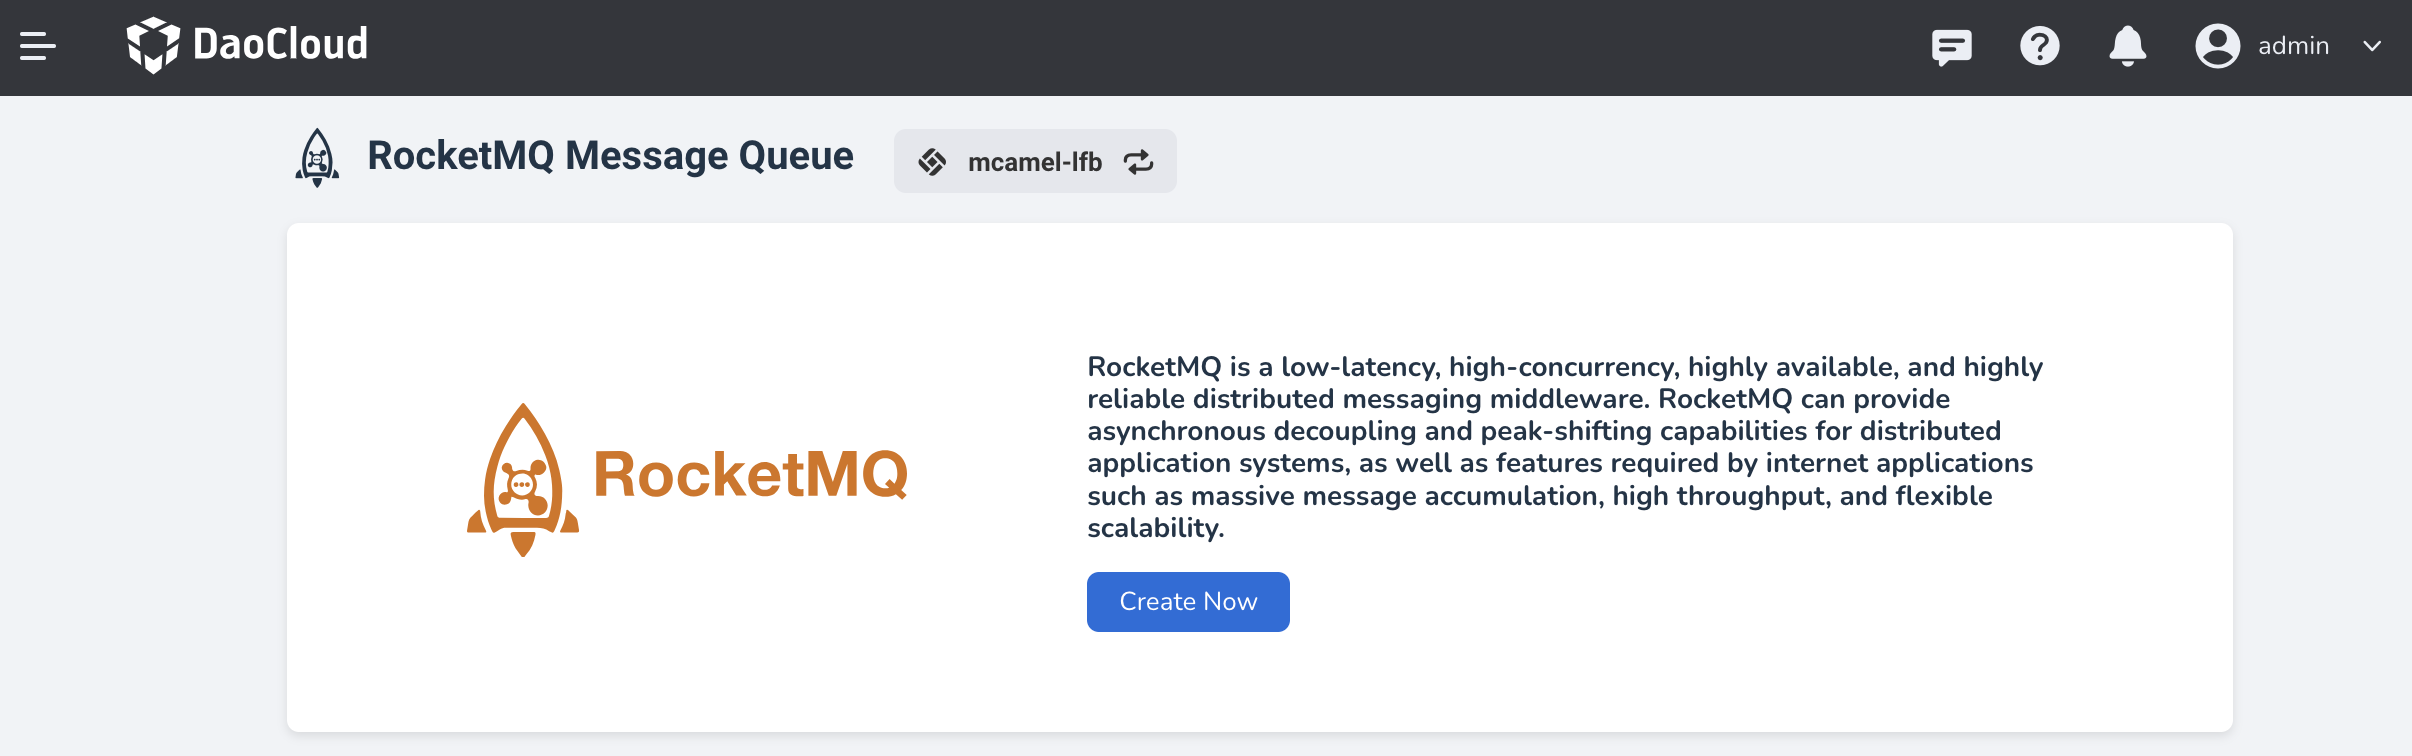 DaoCloud
admin
RocketMQ Message Queue
mcamel-lfb
RocketMQ
RocketMQ is a low-latency, high-concurrency, highly available, and highly
reliable distributed messaging middleware. RocketMQ can provide
asynchronous decoupling and peak-shifting capabilities for distributed
application systems, as well as features required by internet applications
such as massive message accumulation, high throughput, and flexible
scalability.
Create Now